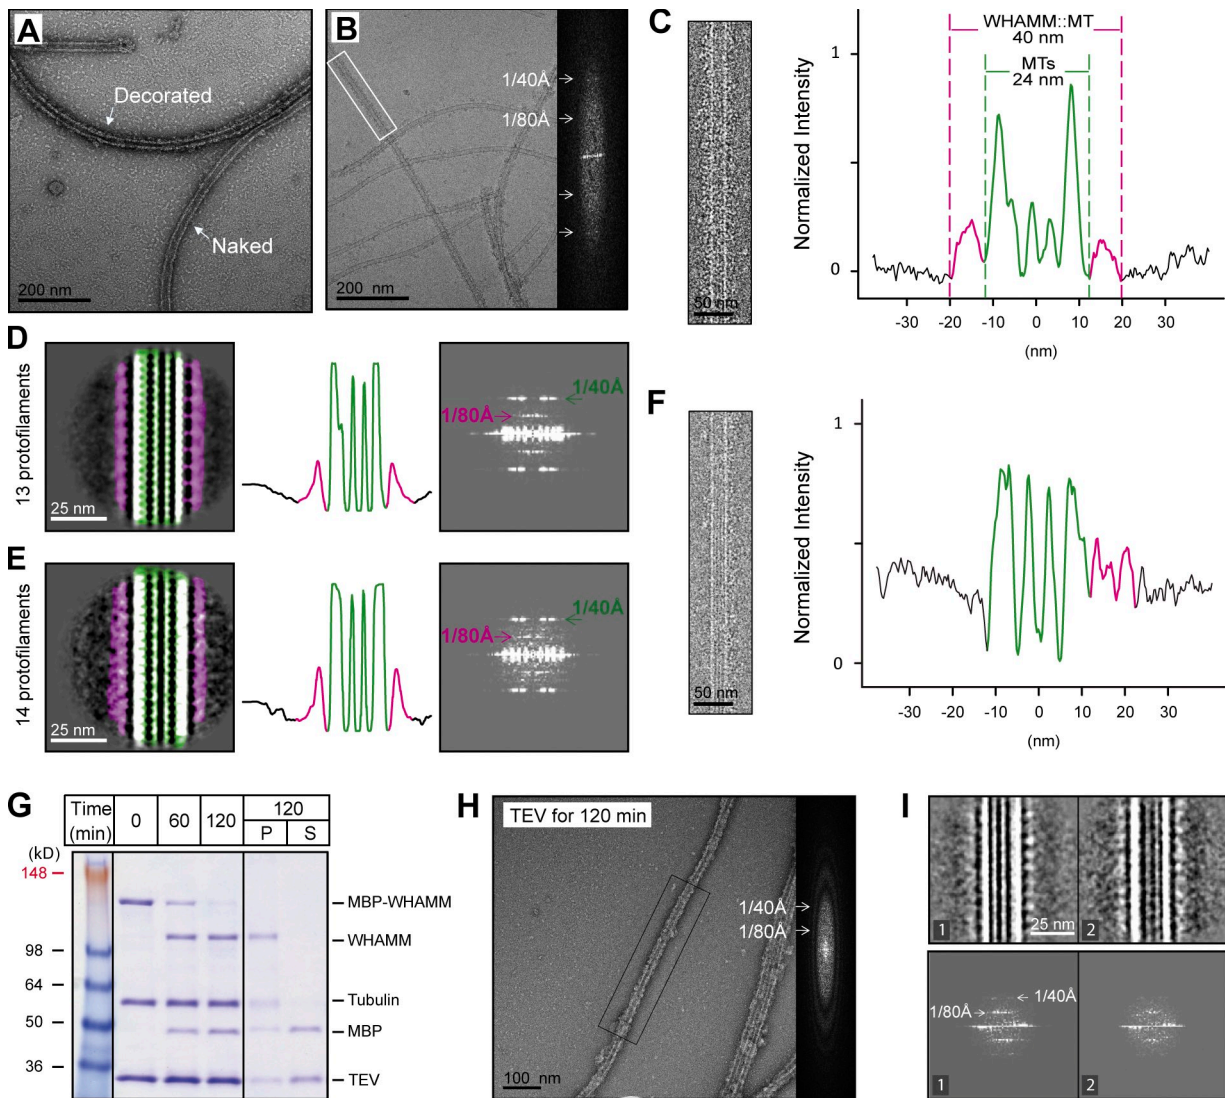 A
Decorated
Naked
200 nm
B
1/40Å
1/80Å
200 nm
C
50 nm
WHAMM::MT
40 nm
MTs
24 nm
Normalized Intensity
1
0
-30 -20 -10 0 10 20 30
(nm)
D
13 protofilaments
25 nm
1/40Å
1/80Å
E
14 protofilaments
25 nm
1/40Å
1/80Å
F
50 nm
Normalized Intensity
1
0
-30 -20 -10 0 10 20 30
(nm)
G
Time (min) 0 60 120 120
P S
(kD)
148
98
64
50
36
MBP-WHAMM
WHAMM
Tubulin
MBP
TEV
H
TEV for 120 min
1/40Å
1/80Å
100 nm
I
1
25 nm
2
1/40Å
1/80Å
1
2